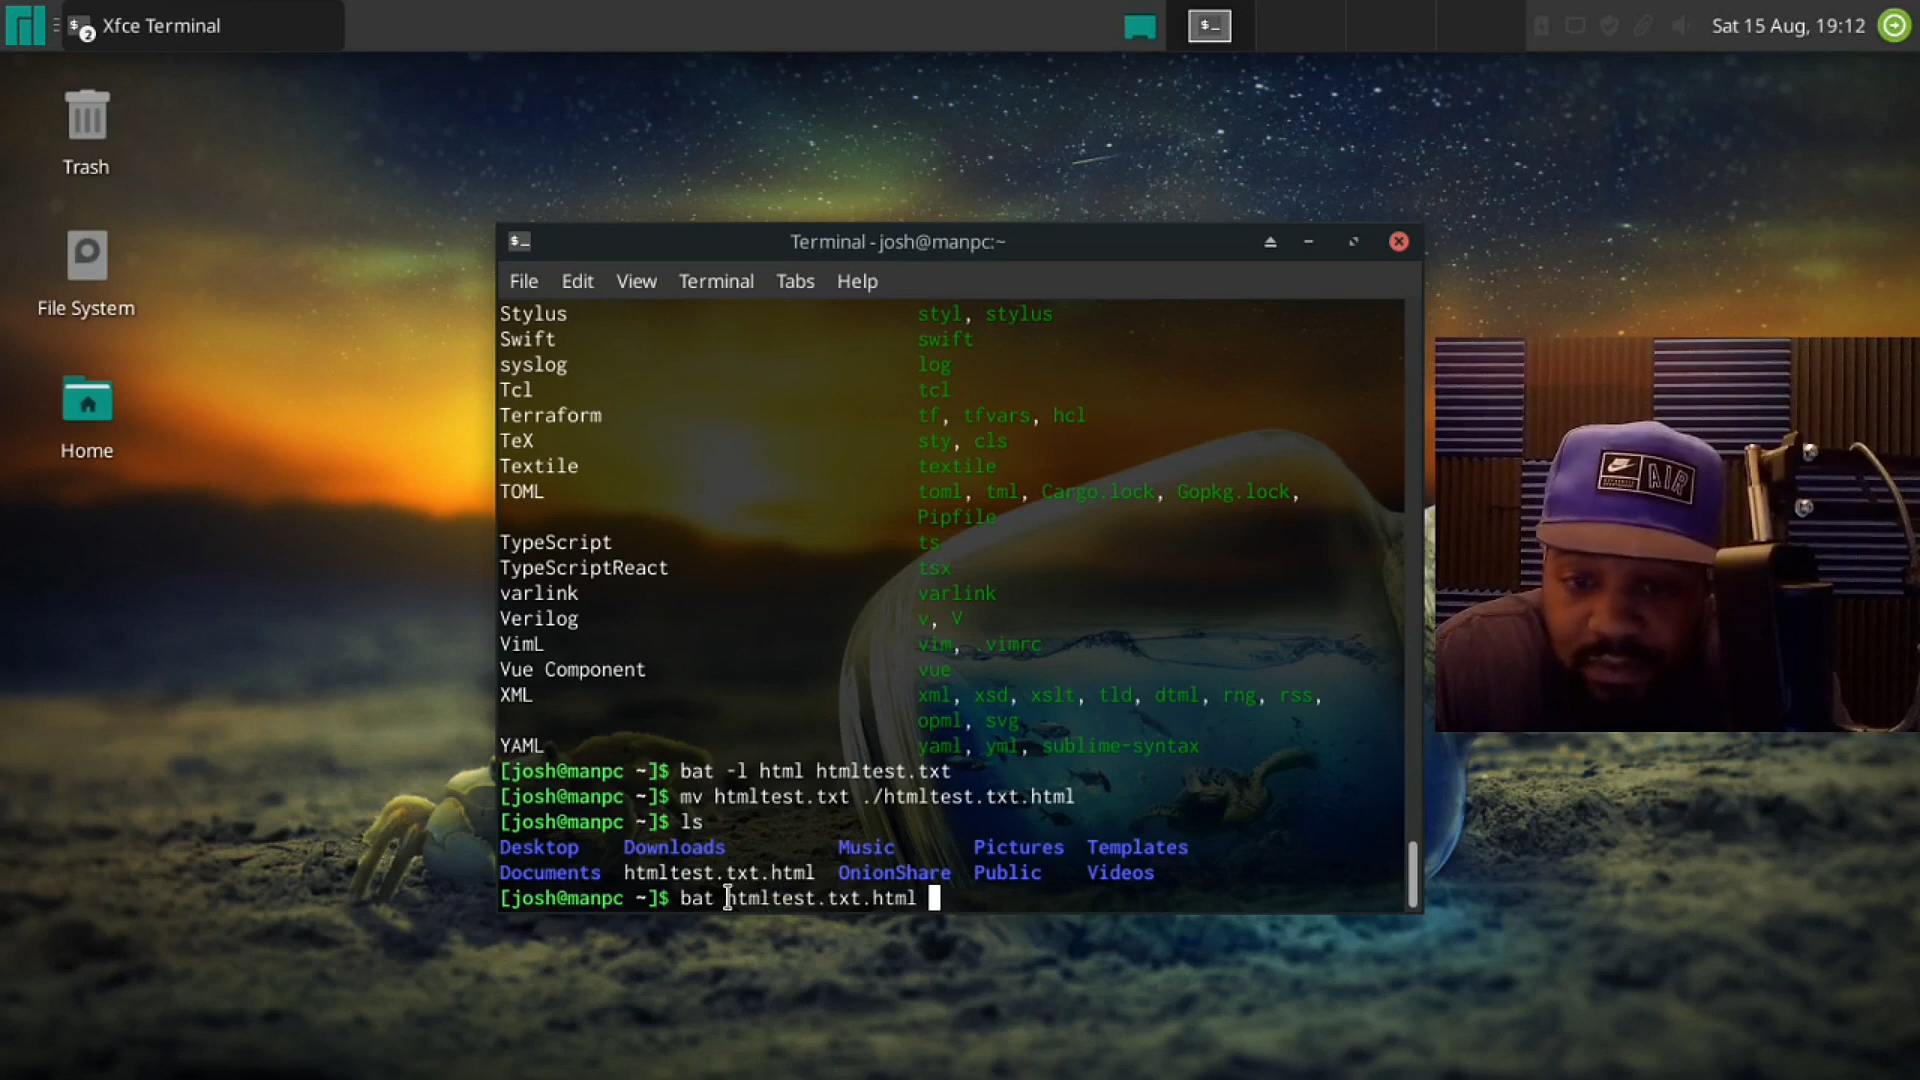 Xfce Terminal
2
Sat 15 Aug, 19:12
Trash
File System
Home
Terminal - josh@manpc:~
File Edit View Terminal Tabs Help
Stylus styl, stylus
Swift swift
syslog log
Tcl tcl
Terraform tf, tfvars, hcl
TeX sty, cls
Textile textile
TOML toml, tml, Cargo.lock, Gopkg.lock,
Pipfile
TypeScript ts
TypeScriptReact tsx
varlink varlink
Verilog v, V
VimL vim, .vimrc
Vue Component vue
XML xml, xsd, xslt, tld, dtml, rng, rss,
opml, svg
YAML yaml, yml, sublime-syntax
[josh@manpc ~]$ bat -l html htmltest.txt
[josh@manpc ~]$ mv htmltest.txt ./htmltest.txt.html
[josh@manpc ~]$ ls
Desktop Downloads Music Pictures Templates
Documents htmltest.txt.html OnionShare Public Videos
[josh@manpc ~]$ bat htmltest.txt.html
AIR